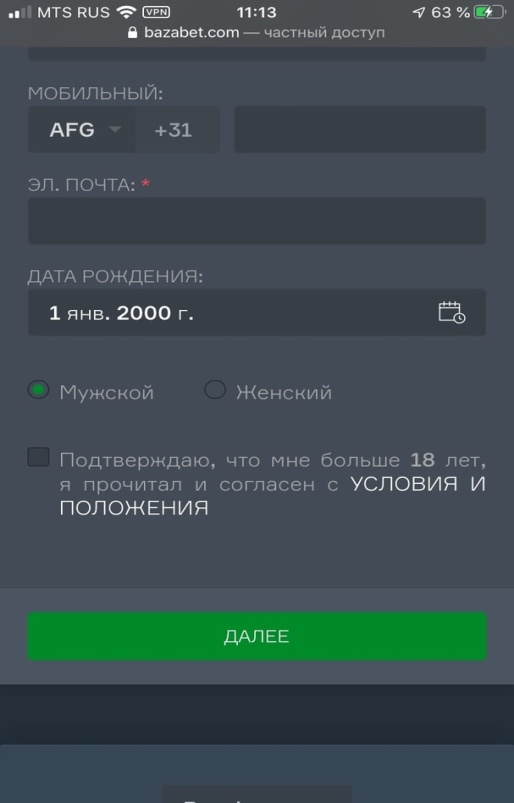 MTS RUS VPN 11:13 63 %
bazabet.com — частный доступ
МОБИЛЬНЫЙ:
AFG +31
ЭЛ. ПОЧТА: *
ДАТА РОЖДЕНИЯ:
1 янв. 2000 г.
Мужской Женский
Подтверждаю, что мне больше 18 лет,
я прочитал и согласен с УСЛОВИЯ И
ПОЛОЖЕНИЯ
ДАЛЕЕ